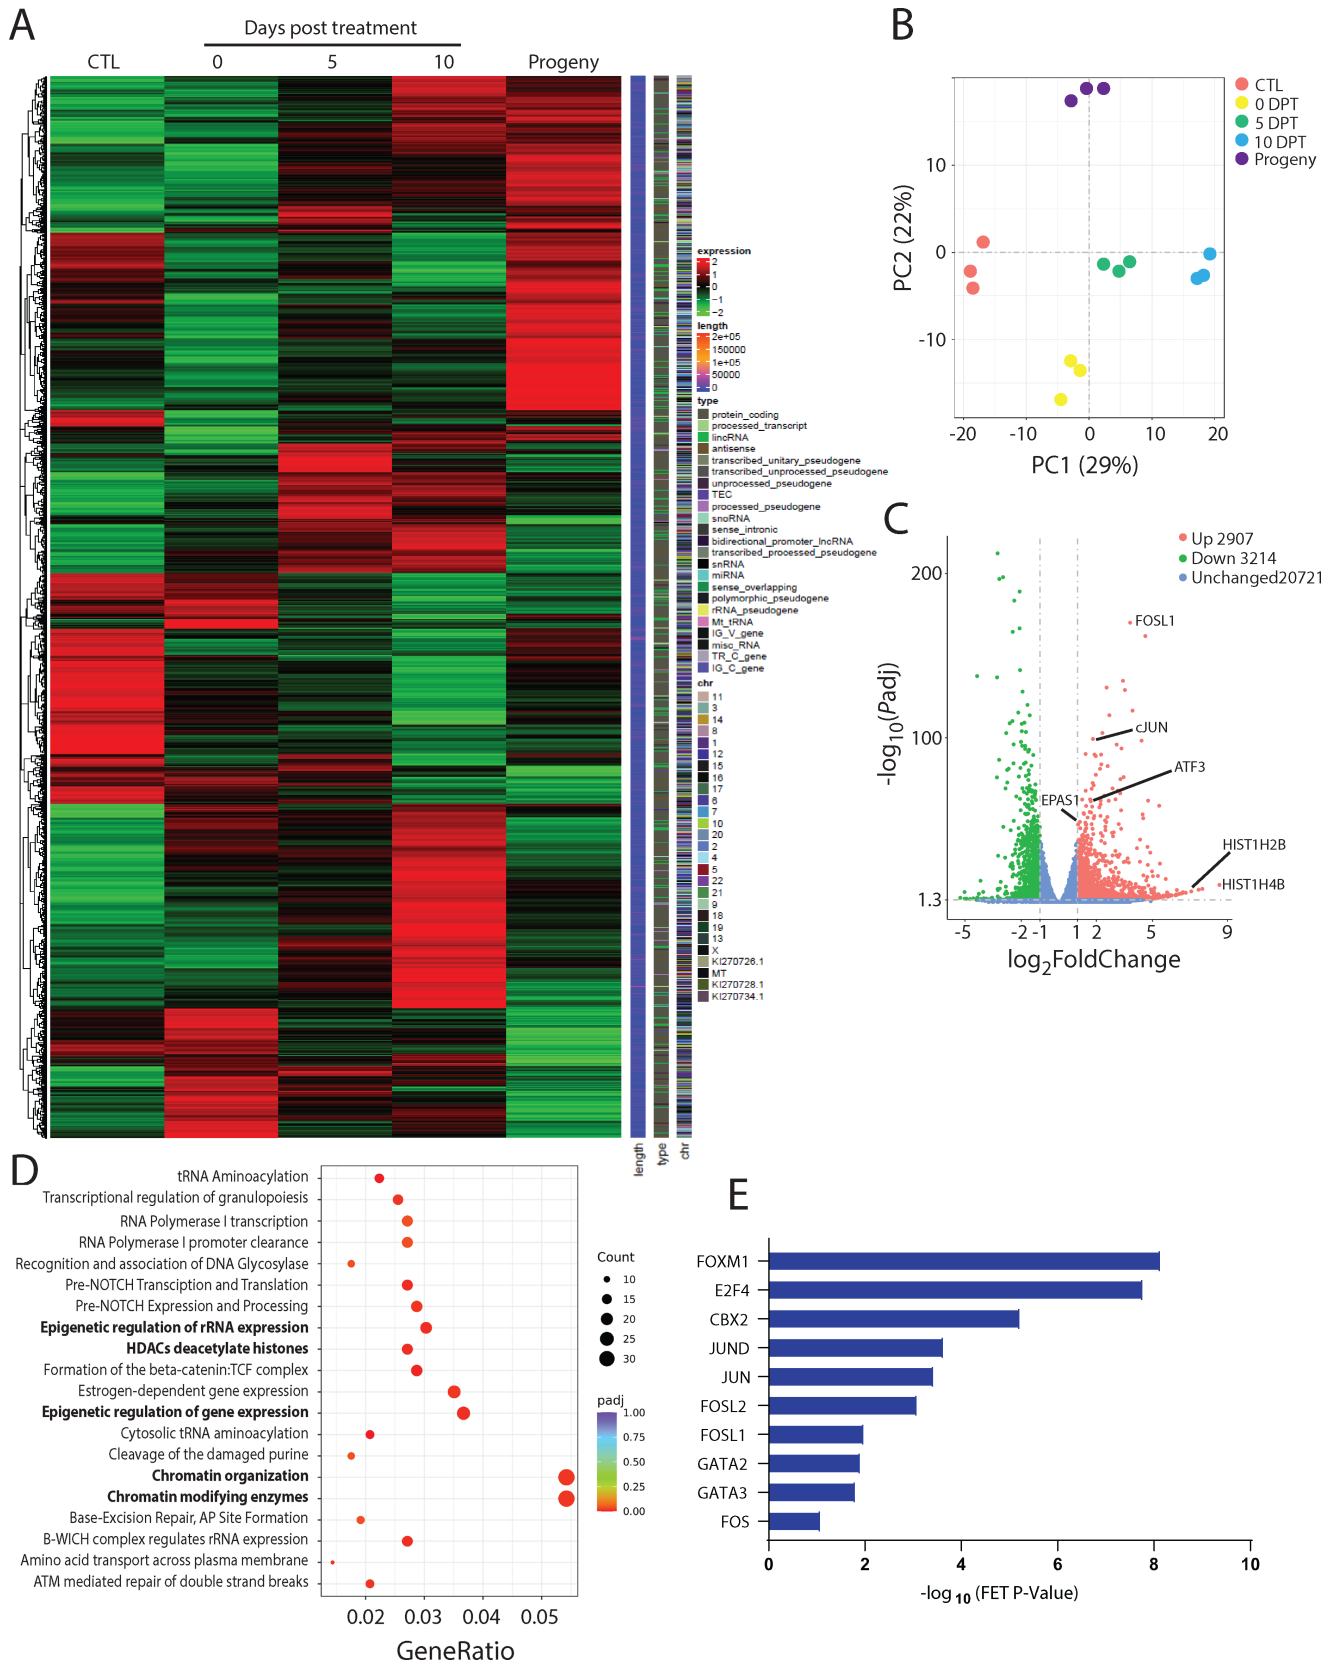 A
Days post treatment
CTL
0
5
10
Progeny
expression
2
1
0
−1
−2
length
2e+05
150000
1e+05
50000
0
type
protein_coding
processed_transcript
lincRNA
antisense
transcribed_unitary_pseudogene
transcribed_unprocessed_pseudogene
unprocessed_pseudogene
TEC
processed_pseudogene
snoRNA
sense_intronic
bidirectional_promoter_lncRNA
transcribed_processed_pseudogene
snRNA
miRNA
sense_overlapping
polymorphic_pseudogene
rRNA_pseudogene
Mt_tRNA
IG_V_gene
misc_RNA
TR_C_gene
IG_C_gene
chr
11
3
14
8
1
12
15
16
17
6
7
10
20
2
4
5
22
21
9
18
19
13
X
KI270726.1
MT
KI270728.1
KI270734.1
length
type
chr
B
CTL
0 DPT
5 DPT
10 DPT
Progeny
PC2 (22%)
10
0
-10
-20
-10
0
10
20
PC1 (29%)
C
Up 2907
Down 3214
Unchanged20721
-log10(Padj)
200
100
1.3
FOSL1
cJUN
ATF3
EPAS1
HIST1H2B
HIST1H4B
-5
-2
-1
1
2
5
9
log2FoldChange
D
tRNA Aminoacylation
Transcriptional regulation of granulopoiesis
RNA Polymerase I transcription
RNA Polymerase I promoter clearance
Recognition and association of DNA Glycosylase
Pre-NOTCH Transciption and Translation
Pre-NOTCH Expression and Processing
Epigenetic regulation of rRNA expression
HDACs deacetylate histones
Formation of the beta-catenin:TCF complex
Estrogen-dependent gene expression
Epigenetic regulation of gene expression
Cytosolic tRNA aminoacylation
Cleavage of the damaged purine
Chromatin organization
Chromatin modifying enzymes
Base-Excision Repair, AP Site Formation
B-WICH complex regulates rRNA expression
Amino acid transport across plasma membrane
ATM mediated repair of double strand breaks
0.02
0.03
0.04
0.05
GeneRatio
Count
10
15
20
25
30
padj
1.00
0.75
0.50
0.25
0.00
E
FOXM1
E2F4
CBX2
JUND
JUN
FOSL2
FOSL1
GATA2
GATA3
FOS
0
2
4
6
8
10
-log10 (FET P-Value)